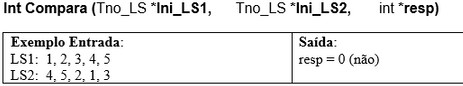 Int Compara (Tno_LS *Ini_LS1, Tno_LS *Ini_LS2, int *resp)
Exemplo Entrada: Saída:
LS1: 1, 2, 3, 4, 5 resp = 0 (não)
LS2: 4, 5, 2, 1, 3